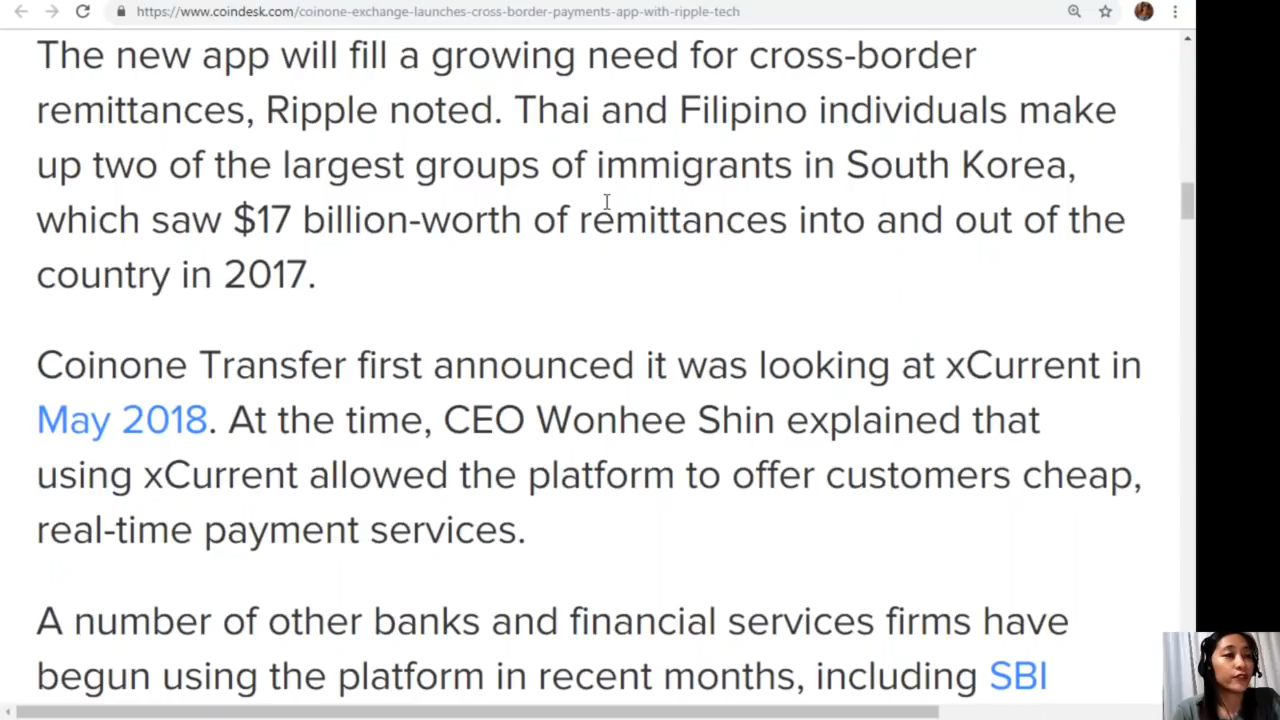 https://www.coindesk.com/coinone-exchange-launches-cross-border-payments-app-with-ripple-tech
The new app will fill a growing need for cross-border
remittances, Ripple noted. Thai and Filipino individuals make
up two of the largest groups of immigrants in South Korea,
which saw $17 billion-worth of remittances into and out of the
country in 2017.
Coinone Transfer first announced it was looking at xCurrent in
May 2018. At the time, CEO Wonhee Shin explained that
using xCurrent allowed the platform to offer customers cheap,
real-time payment services.
A number of other banks and financial services firms have
begun using the platform in recent months, including SBI